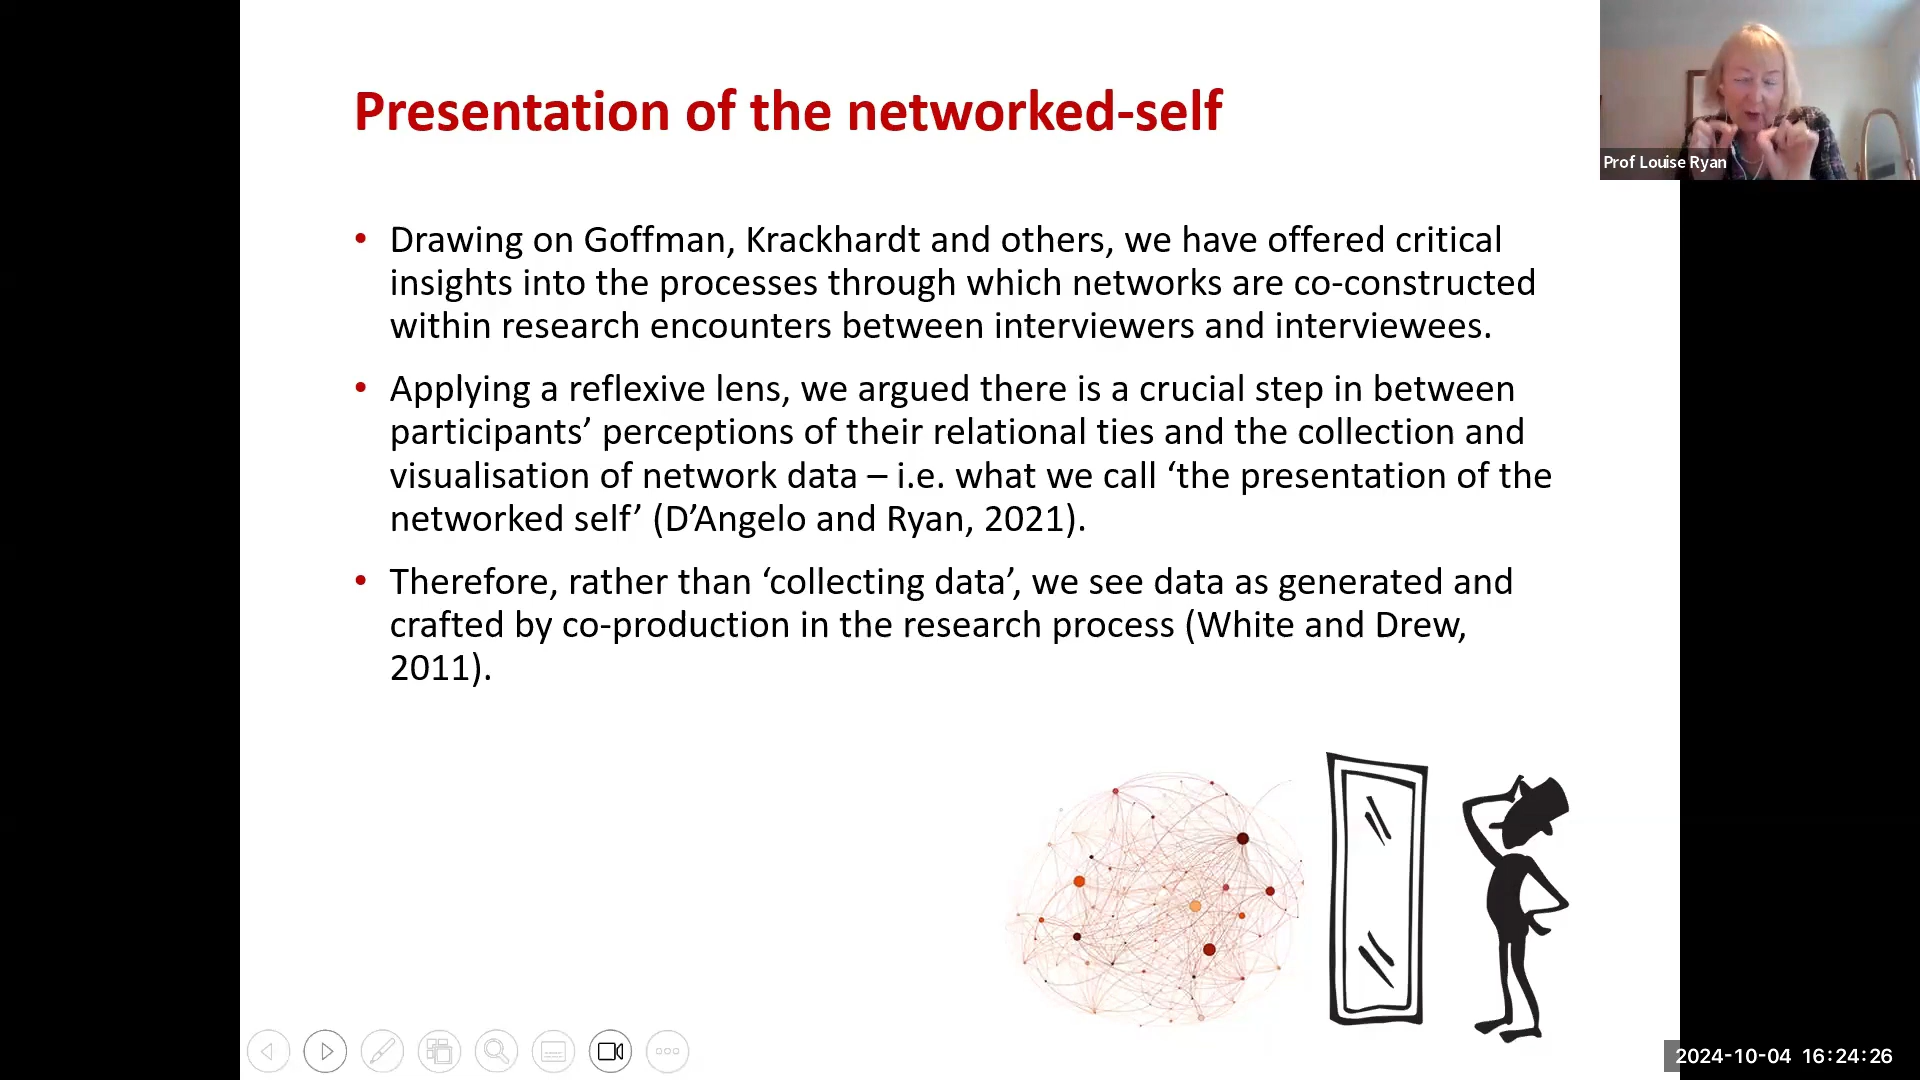 Presentation of the networked-self
Prof Louise Ryan
• Drawing on Goffman, Krackhardt and others, we have offered critical
insights into the processes through which networks are co-constructed
within research encounters between interviewers and interviewees.
• Applying a reflexive lens, we argued there is a crucial step in between
participants’ perceptions of their relational ties and the collection and
visualisation of network data – i.e. what we call ‘the presentation of the
networked self’ (D’Angelo and Ryan, 2021).
• Therefore, rather than ‘collecting data’, we see data as generated and
crafted by co-production in the research process (White and Drew,
2011).
2024-10-04 16:24:26